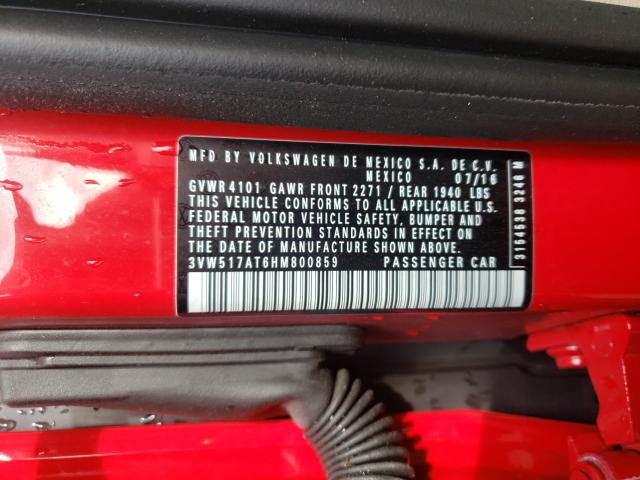 MFD BY VOLKSWAGEN DE MEXICO S.A. DE C.V.
MEXICO 07/16
GVWR 4101 GAWR FRONT 2271 / REAR 1940 LBS
THIS VEHICLE CONFORMS TO ALL APPLICABLE U.S.
FEDERAL MOTOR VEHICLE SAFETY, BUMPER AND
THEFT PREVENTION STANDARDS IN EFFECT ON
THE DATE OF MANUFACTURE SHOWN ABOVE.
3VW517AT6HM800859 PASSENGER CAR
3154538 3240 M